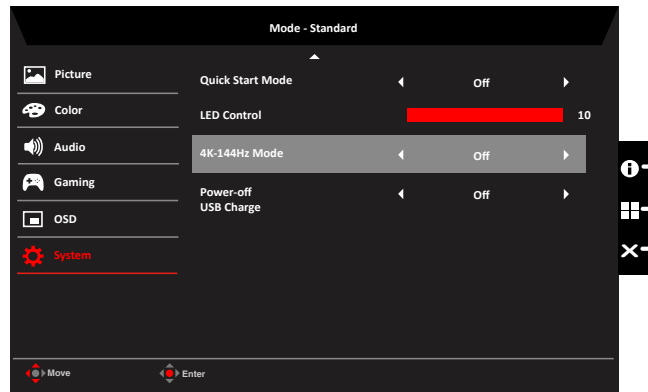 Mode - Standard
Picture
Quick Start Mode
Off
Color
LED Control
10
Audio
4K-144Hz Mode
Off
Gaming
Power-off
USB Charge
Off
OSD
System
Move
Enter